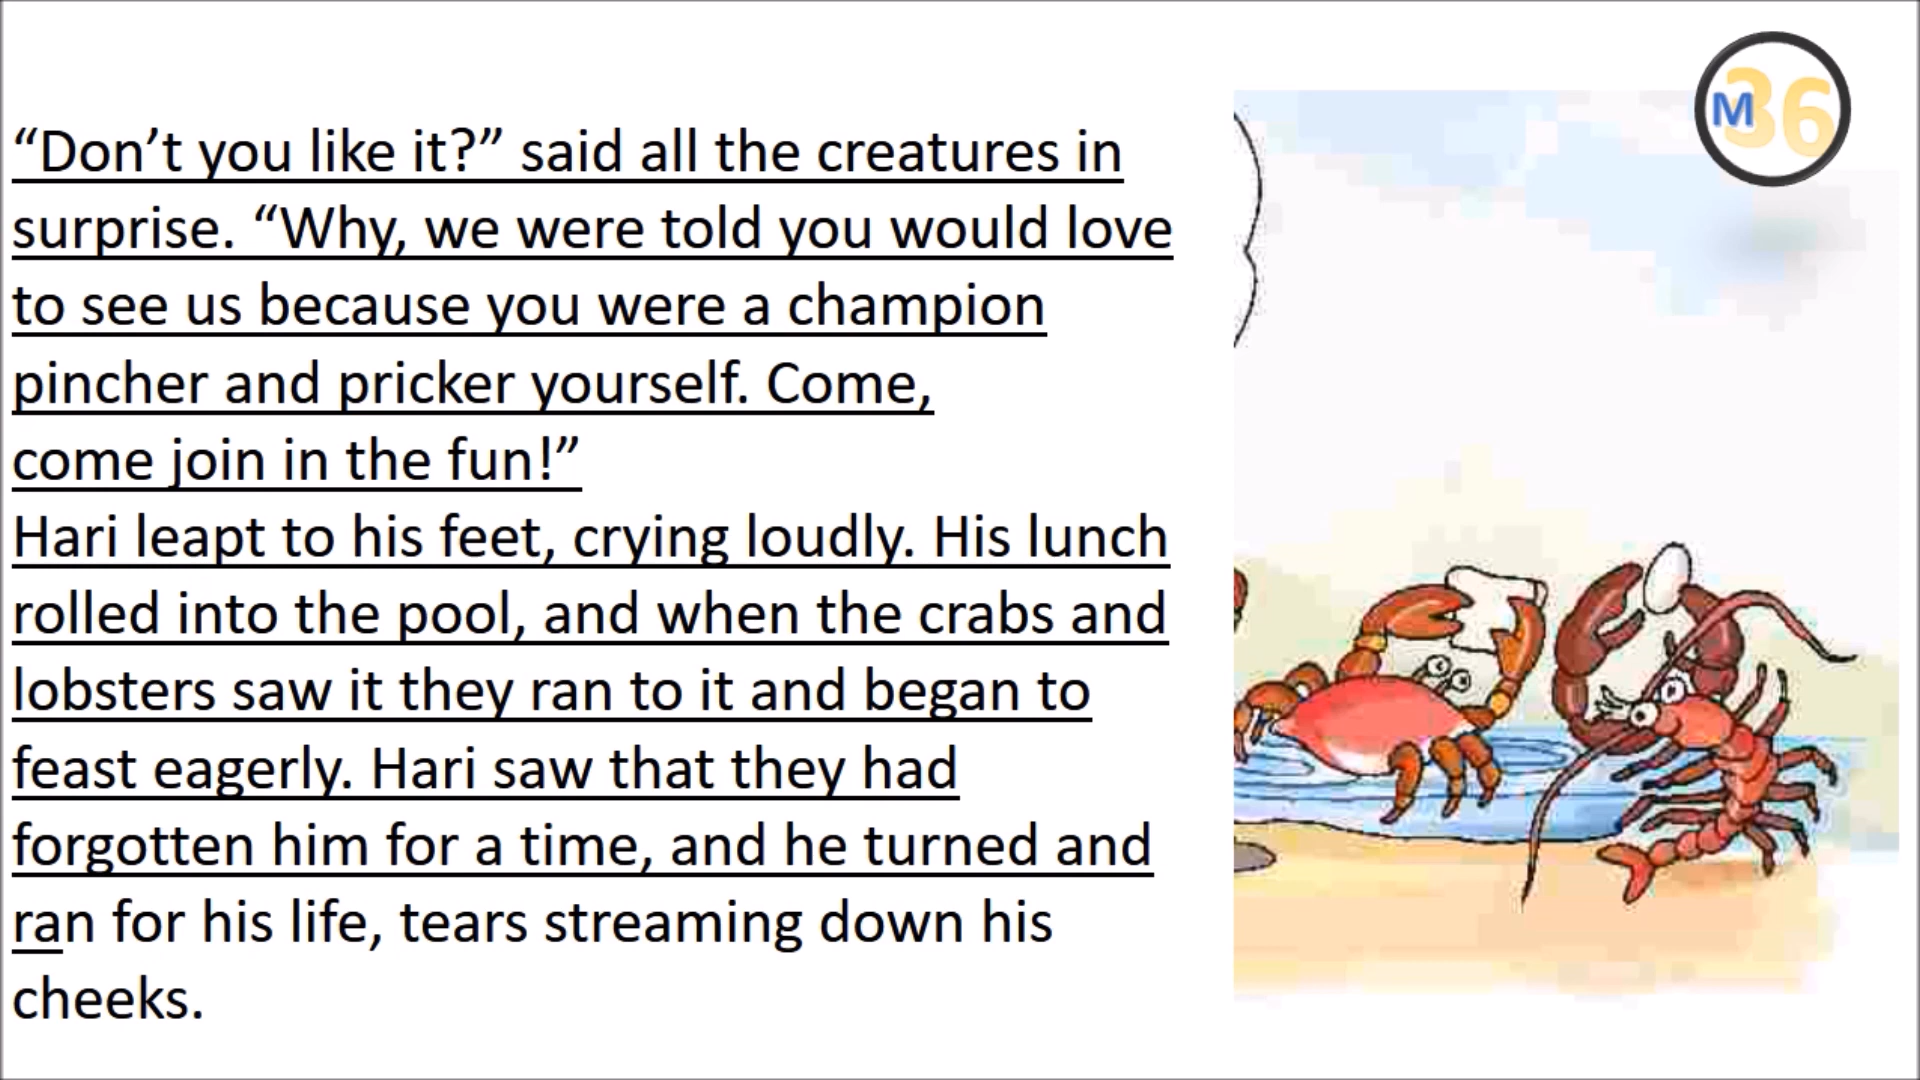 “Don’t you like it?” said all the creatures in
surprise. “Why, we were told you would love
to see us because you were a champion
pincher and pricker yourself. Come,
come join in the fun!”
Hari leapt to his feet, crying loudly. His lunch
rolled into the pool, and when the crabs and
lobsters saw it they ran to it and began to
feast eagerly. Hari saw that they had
forgotten him for a time, and he turned and
ran for his life, tears streaming down his
cheeks.
M36